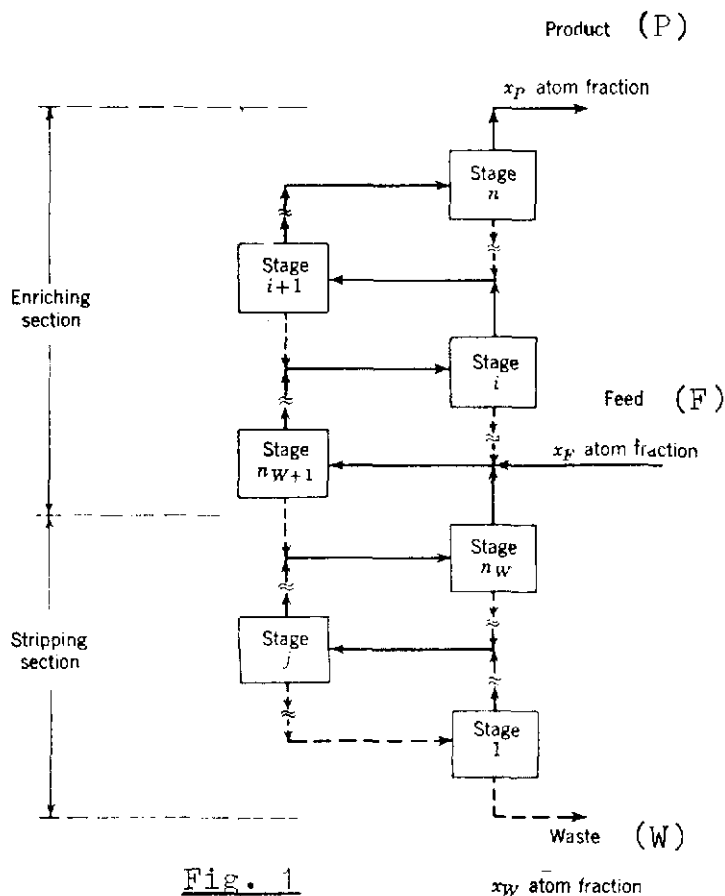 Product (P)
x_P atom fraction
Stage
n
Stage
i+1
Enriching
section
Stage
i
Feed (F)
x_F atom fraction
Stage
n_{W+1}
Stage
n_W
Stripping
section
Stage
j
Stage
1
Waste (W)
Fig. 1
x_W atom fraction